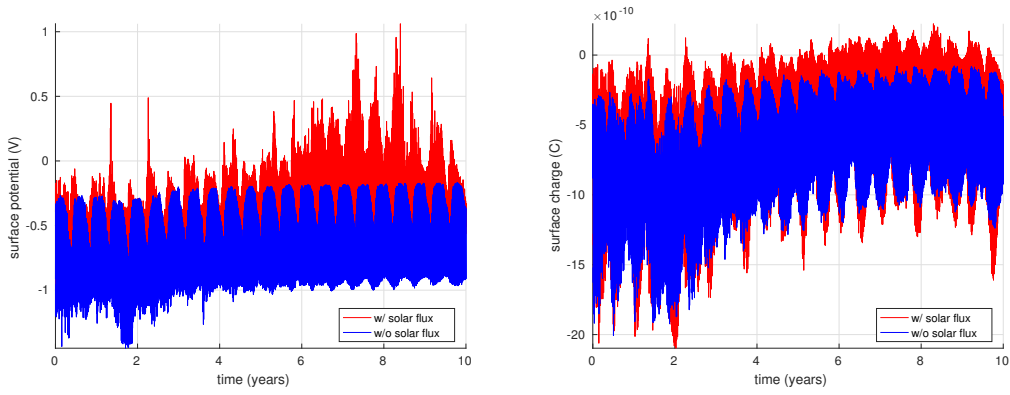 1
0.5
0
-0.5
-1
surface potential (V)
0 2 4 6 8 10
time (years)
w/ solar flux
w/o solar flux
×10^-10
0
-5
-10
-15
-20
surface charge (C)
0 2 4 6 8 10
time (years)
w/ solar flux
w/o solar flux